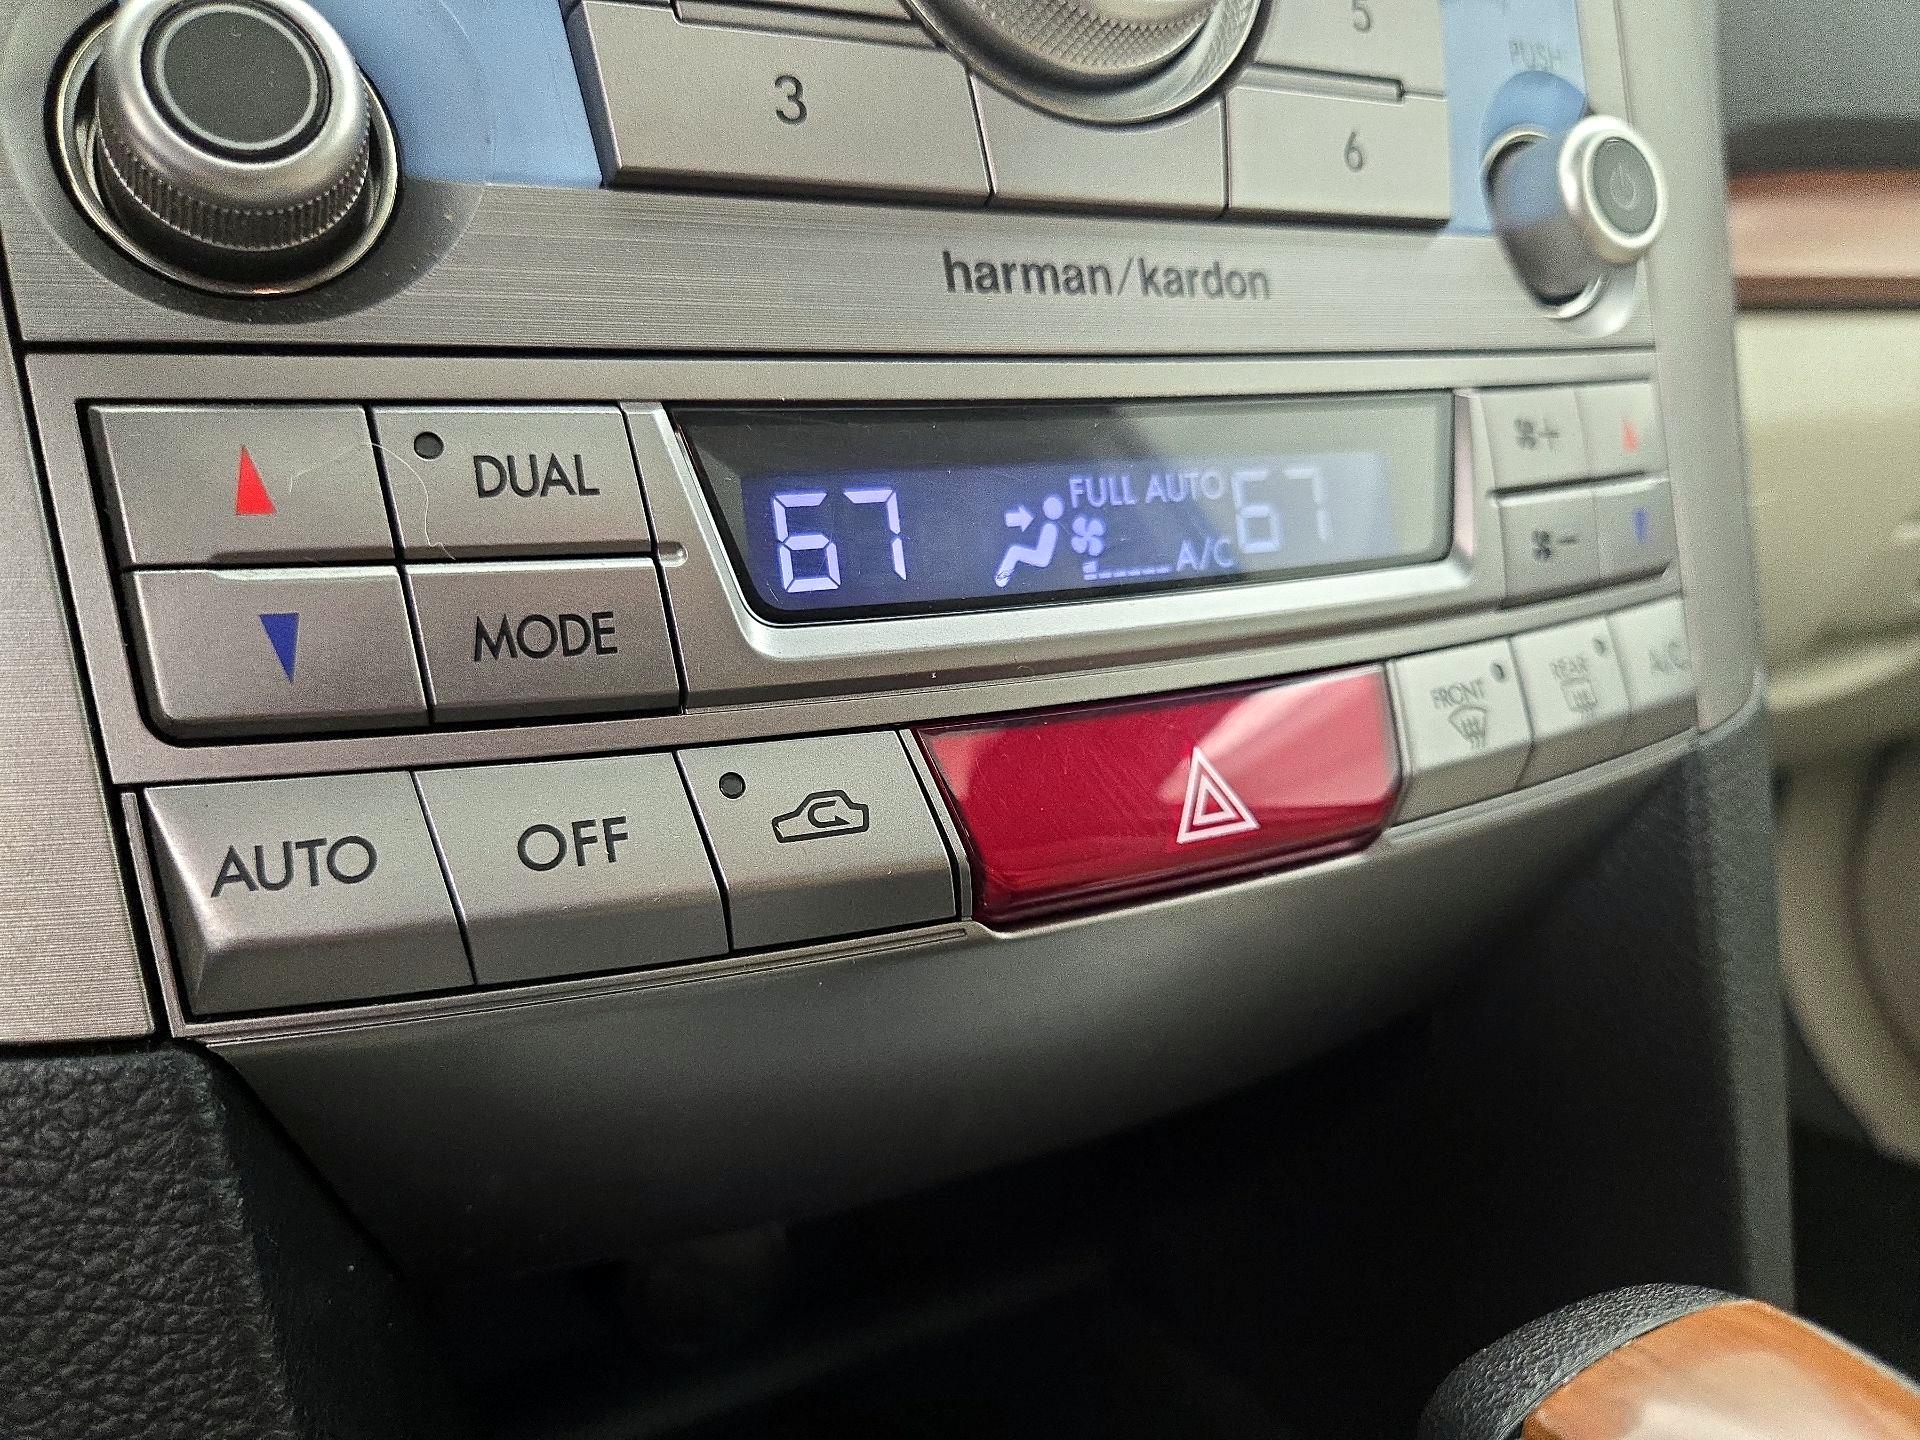 5
PUSH
3
6
harman/kardon
DUAL
67
FULL AUTO
67
A/C
+
-
MODE
FRONT
REAR
A/C
AUTO
OFF